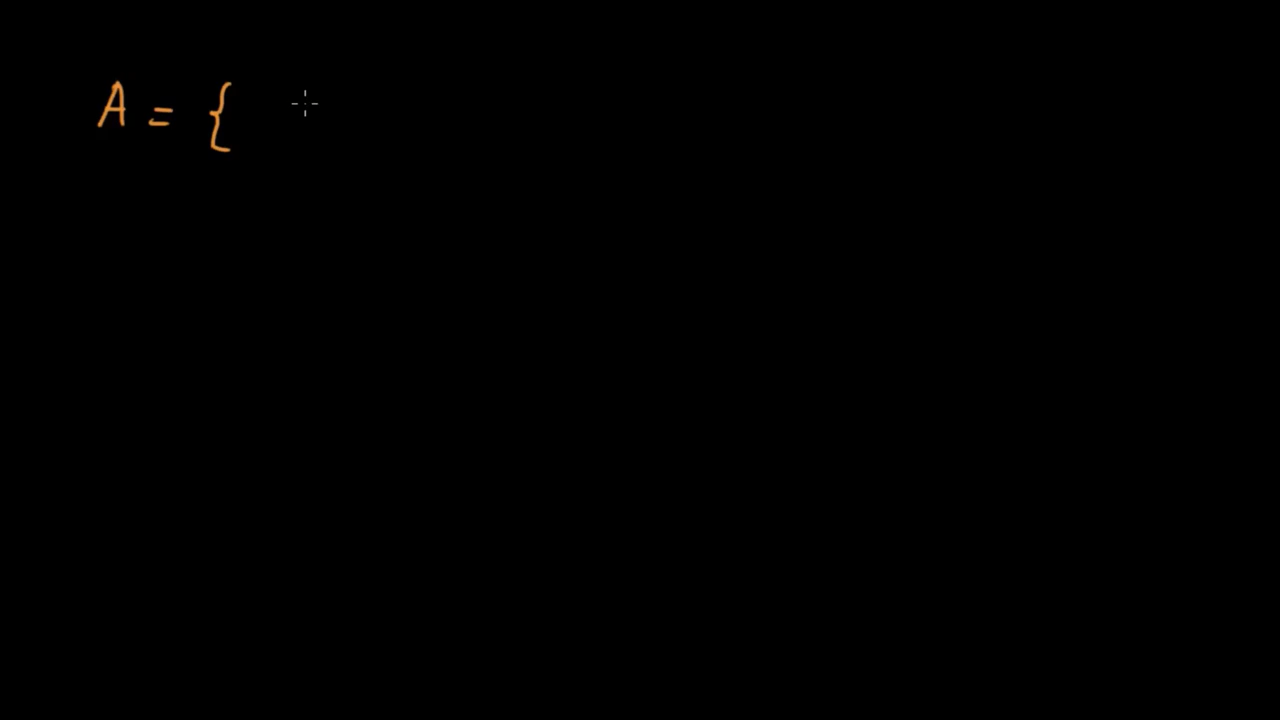 A = {